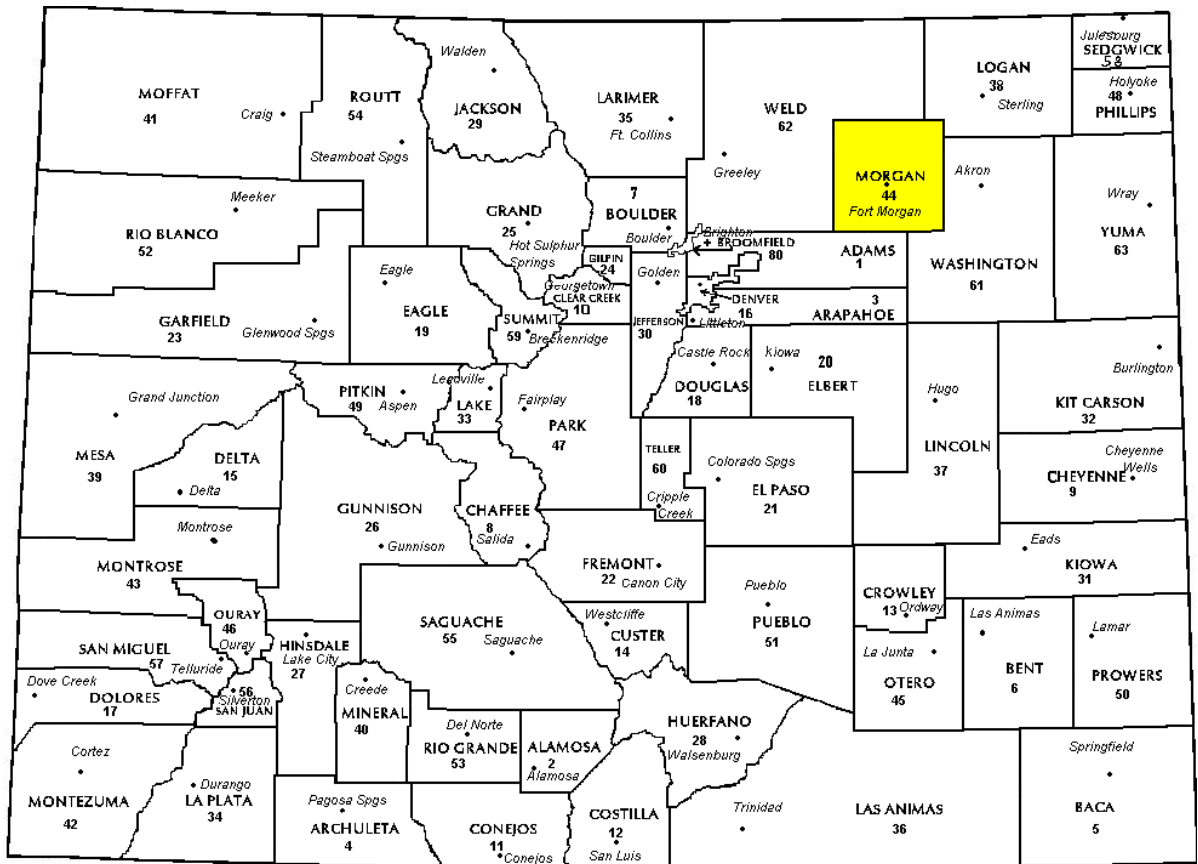 MOFFAT
41
Craig
ROUTT
54
Steamboat Spgs
Walden
JACKSON
29
LARIMER
35
Ft. Collins
WELD
62
Greeley
LOGAN
38
Sterling
Julesburg
SEDGWICK
58
Holyoke
48
PHILLIPS
MORGAN
44
Fort Morgan
Akron
WASHINGTON
61
Wray
YUMA
63
Meeker
RIO BLANCO
52
GRAND
25
Hot Sulphur
Springs
7
BOULDER
Boulder
Brighton
+ BROOMFIELD
80
ADAMS
1
GILPIN
24
Georgetown
CLEAR CREEK
10
Golden
JEFFERSON
30
DENVER
16
3
ARAPAHOE
Littleton
GARFIELD
23
Glenwood Spgs
Eagle
EAGLE
19
SUMMIT
59
Breckenridge
Castle Rock
DOUGLAS
18
Kiowa
20
ELBERT
Hugo
LINCOLN
37
Burlington
KIT CARSON
32
Grand Junction
MESA
39
PITKIN
49
Aspen
Leadville
LAKE
33
Fairplay
PARK
47
TELLER
60
Cripple
Creek
Colorado Spgs
EL PASO
21
Cheyenne
Wells
CHEYENNE
9
DELTA
15
Delta
GUNNISON
26
Gunnison
CHAFFEE
8
Salida
Montrose
MONTROSE
43
FREMONT
22
Canon City
Pueblo
PUEBLO
51
CROWLEY
13
Ordway
Eads
KIOWA
31
OURAY
46
Ouray
SAN MIGUEL
57
Telluride
HINSDALE
Lake City
27
SAGUACHE
55
Saguache
Westcliffe
CUSTER
14
La Junta
OTERO
45
Las Animas
BENT
6
Lamar
PROWERS
50
Dove Creek
DOLORES
17
56
Silverton
SAN JUAN
Creede
MINERAL
40
Del Norte
RIO GRANDE
53
ALAMOSA
2
Alamosa
HUERFANO
28
Walsenburg
Cortez
MONTEZUMA
42
Durango
LA PLATA
34
Pagosa Spgs
ARCHULETA
4
CONEJOS
11
Conejos
COSTILLA
12
San Luis
Trinidad
LAS ANIMAS
36
Springfield
BACA
5